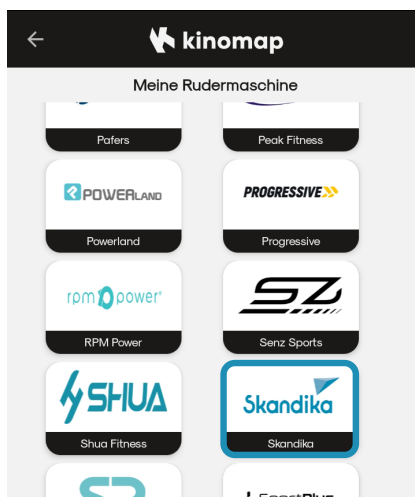 kinomap
Meine Rudermaschine
Pafers
Peak Fitness
POWERLAND
PROGRESSIVE
Powerland
Progressive
rpm power
SZ
RPM Power
Senz Sports
SHUA
Skandika
Shua Fitness
Skandika